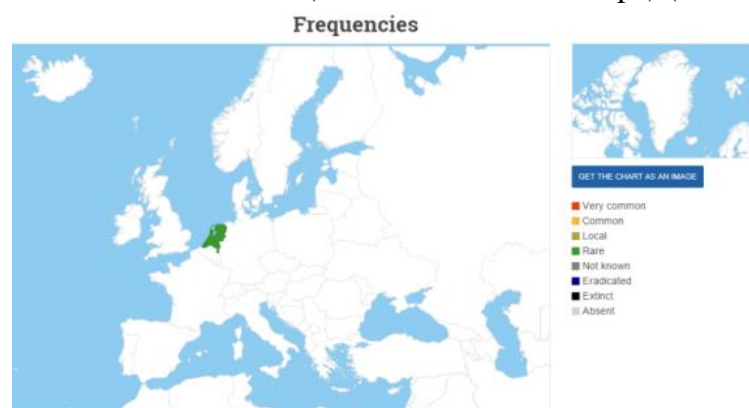 Frequencies
GET THE CHART AS AN IMAGE
Very common
Common
Local
Rare
Not known
Eradicated
Extinct
Absent